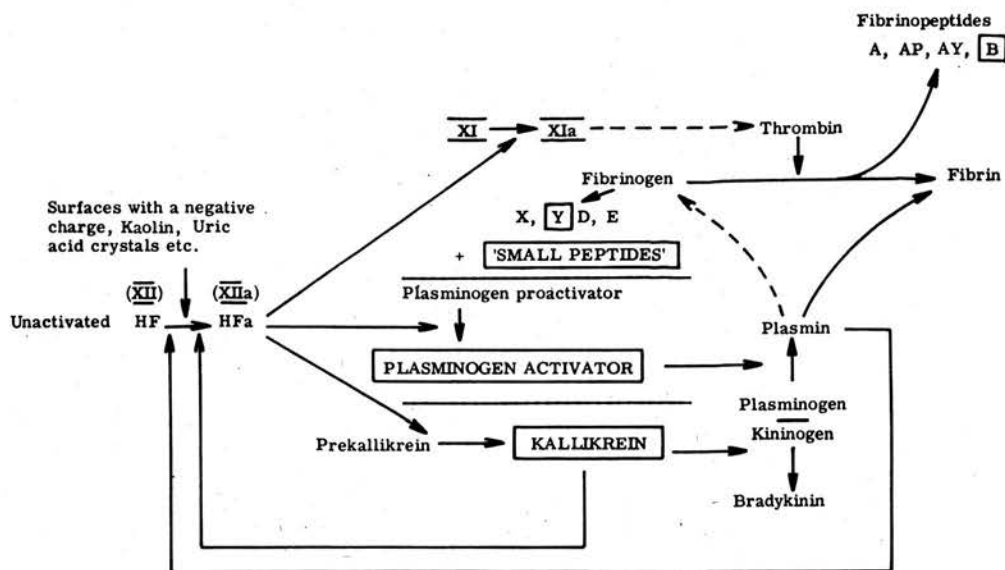 Fibrinopeptides
A, AP, AY, B
XI XIa Thrombin
Fibrinogen Fibrin
X, Y D, E
+ 'SMALL PEPTIDES'
Surfaces with a negative
charge, Kaolin, Uric
acid crystals etc.
Plasminogen proactivator
(XII) (XIIa)
Unactivated HF HFa
Plasmin
PLASMINOGEN ACTIVATOR
Plasminogen
Prekallikrein KALLIKREIN Kininogen
Bradykinin